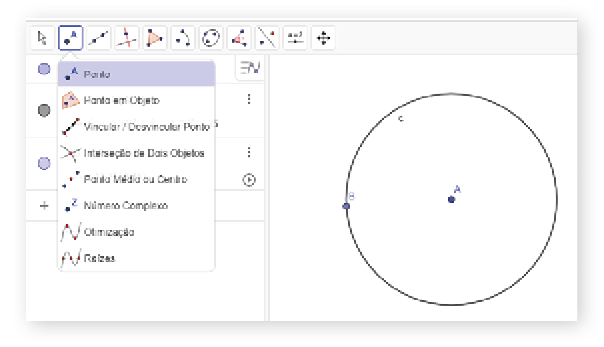 A
a=2
A
Ponto
Ponto em Objeto
Vincular / Desvincular Ponto
Interseção de Dois Objetos
Ponto Médio ou Centro
Z
Número Complexo
Otimização
Raízes
c
B
A